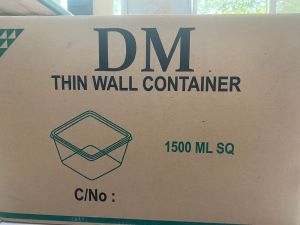 DM
THIN WALL CONTAINER
1500 ML SQ
C/No :